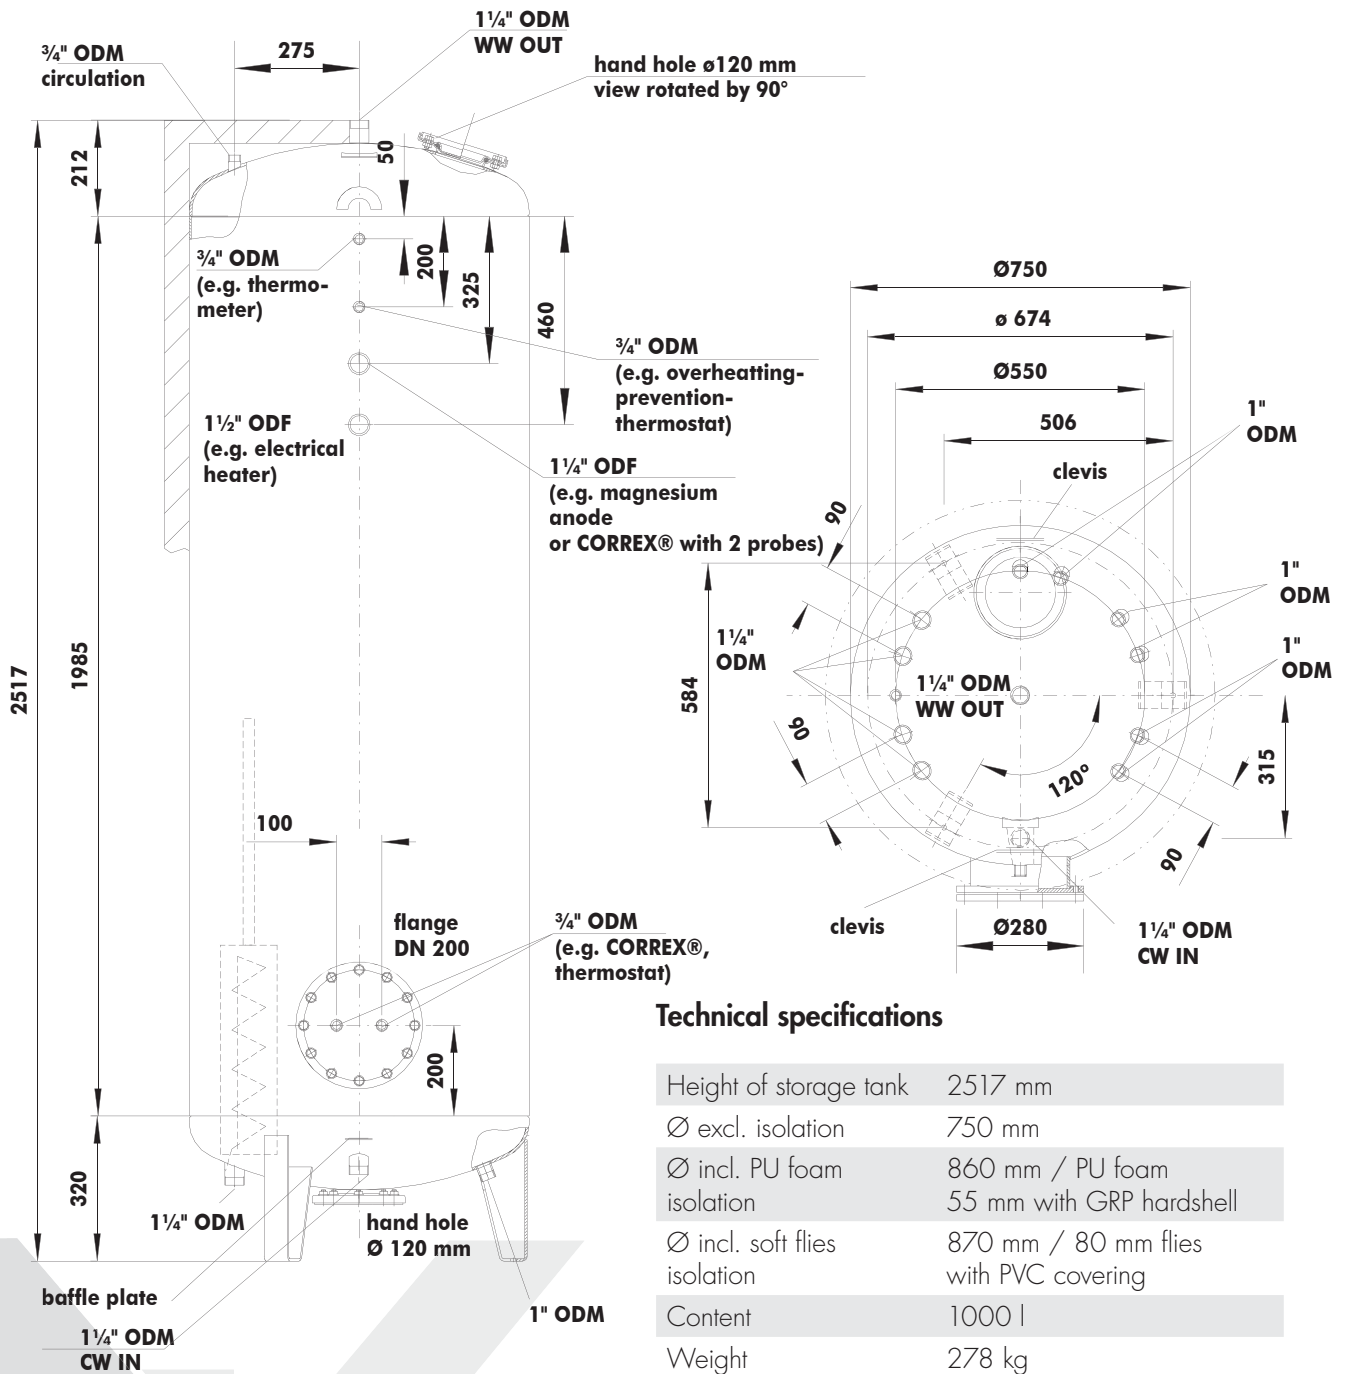 1¼" ODM
WW OUT
¾" ODM
circulation
275
hand hole ø120 mm
view rotated by 90°
212
50
¾" ODM
(e.g. thermo-
meter)
200
325
460
¾" ODM
(e.g. overheatting-
prevention-
thermostat)
1½" ODF
(e.g. electrical
heater)
1¼" ODF
(e.g. magnesium
anode
or CORREX® with 2 probes)
2517
1985
100
flange
DN 200
¾" ODM
(e.g. CORREX®,
thermostat)
200
320
1¼" ODM
hand hole
Ø 120 mm
baffle plate
1¼" ODM
CW IN
1" ODM
Ø750
ø 674
Ø550
506
1"
ODM
clevis
90
1"
ODM
1¼"
ODM
1"
ODM
584
1¼" ODM
WW OUT
90
120°
315
90
clevis
Ø280
1¼" ODM
CW IN
Technical specifications
Height of storage tank 2517 mm
Ø excl. isolation 750 mm
Ø incl. PU foam 860 mm / PU foam
isolation 55 mm with GRP hardshell
Ø incl. soft flies 870 mm / 80 mm flies
isolation with PVC covering
Content 1000 l
Weight 278 kg